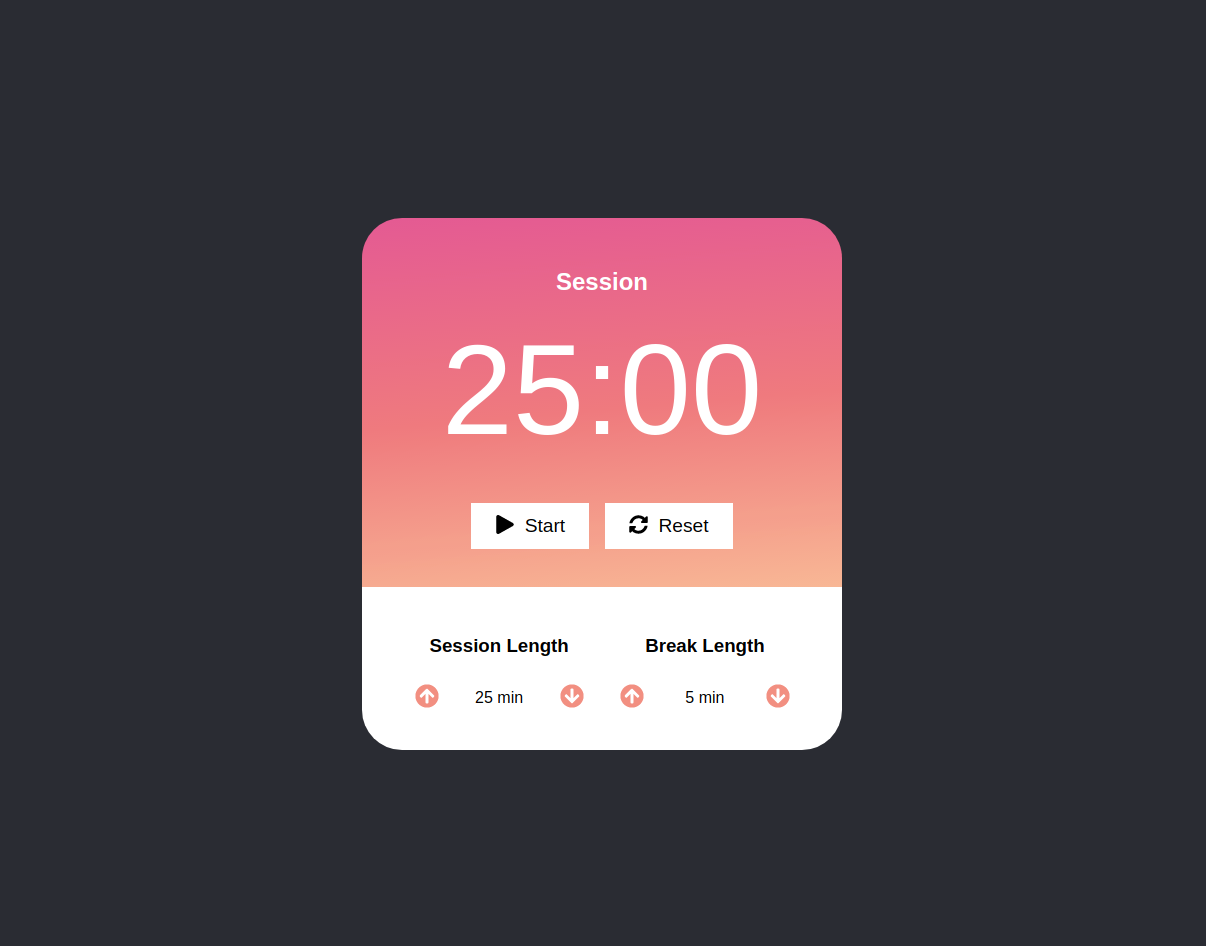 Session
25:00
Start Reset
Session Length Break Length
25 min 5 min